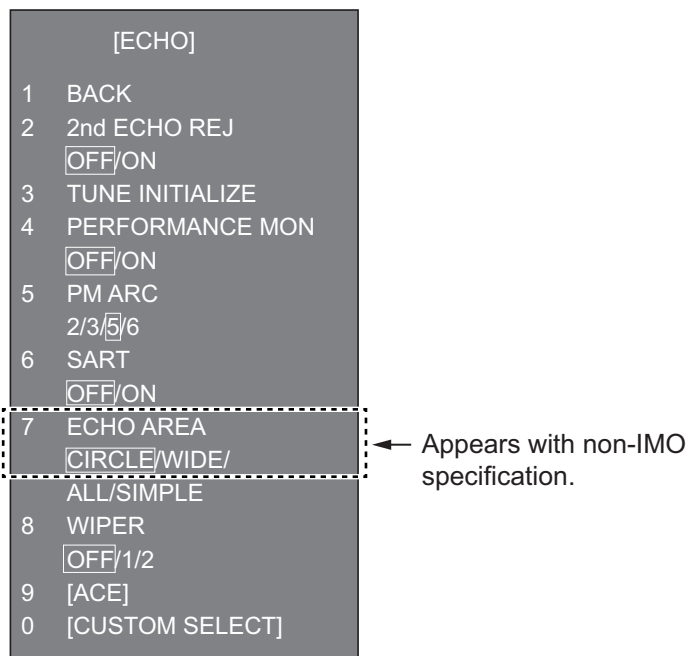 [ECHO]
1 BACK
2 2nd ECHO REJ
OFF/ON
3 TUNE INITIALIZE
4 PERFORMANCE MON
OFF/ON
5 PM ARC
2/3/5/6
6 SART
OFF/ON
7 ECHO AREA
CIRCLE/WIDE/
ALL/SIMPLE
8 WIPER
OFF/1/2
9 [ACE]
0 [CUSTOM SELECT]
Appears with non-IMO
specification.